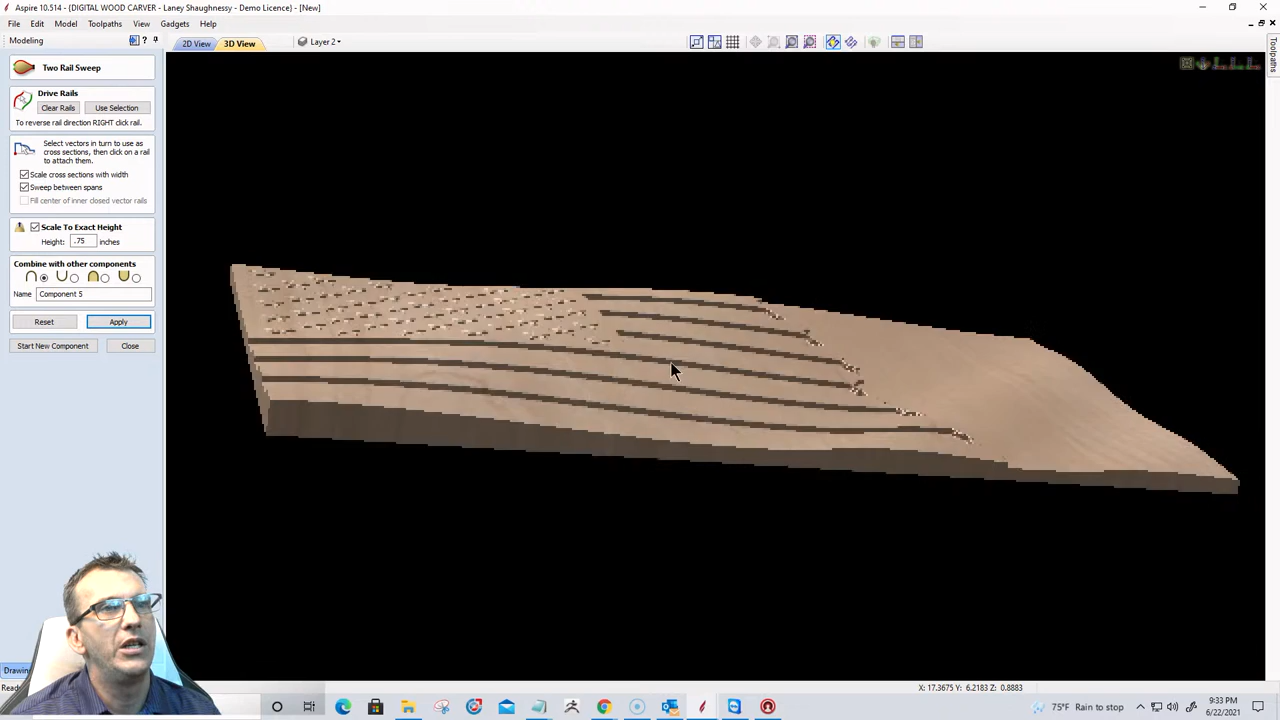 Aspire 10.514 - (DIGITAL WOOD CARVER - Laney Shaughnessy - Demo Licence) - [New]
File Edit Model Toolpaths View Gadgets Help
Modeling ?
2D View 3D View Layer 2
Toolpaths
Two Rail Sweep
Drive Rails
Clear Rails Use Selection
To reverse rail direction RIGHT click rail.
Select vectors in turn to use as
cross sections, then click on a rail
to attach them.
Scale cross sections with width
Sweep between spans
Fill center of inner closed vector rails
Scale To Exact Height
Height: .75 inches
Combine with other components
Name Component 5
Reset Apply
Start New Component Close
Drawing
X: 17.3675 Y: 6.2183 Z: 0.8883
75°F Rain to stop
9:33 PM
6/22/2021